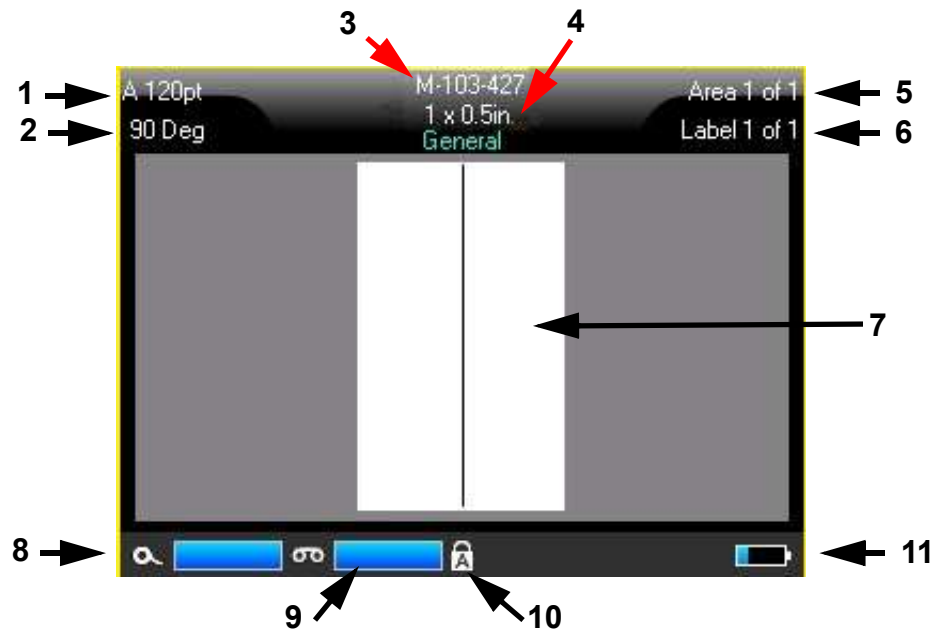 3 4
1 A 120pt M-103-427 Area 1 of 1 5
2 90 Deg 1 x 0.5in. Label 1 of 1 6
General
7
8 A 11
9 10